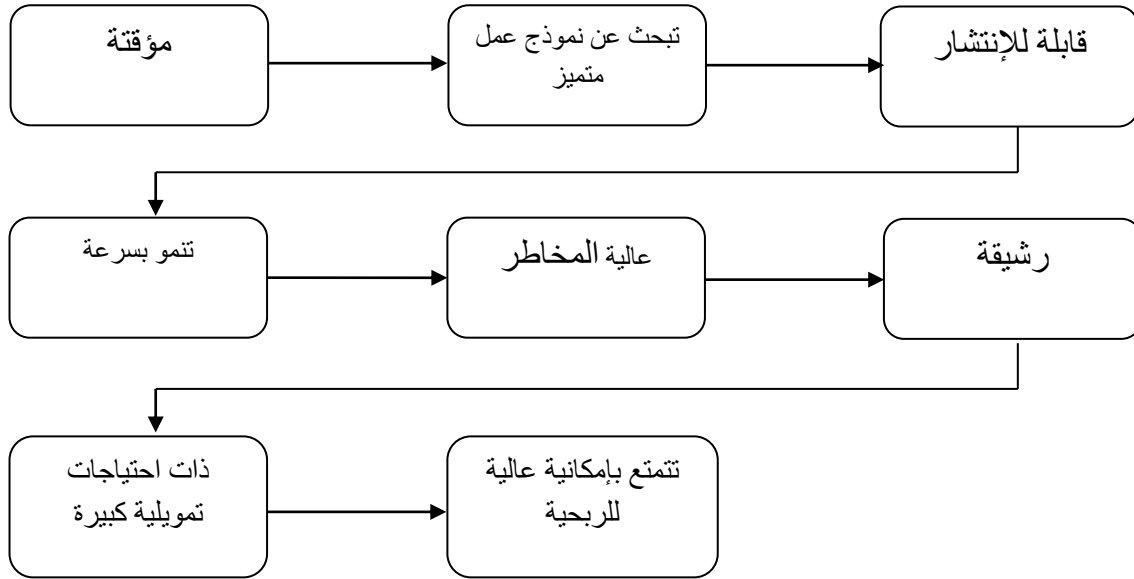 مؤقتة
تبحث عن نموذج عمل
متميز
قابلة للإنتشار
تنمو بسرعة
عالية المخاطر
رشيقة
ذات احتياجات
تمويلية كبيرة
تتمتع بإمكانية عالية
للربحية